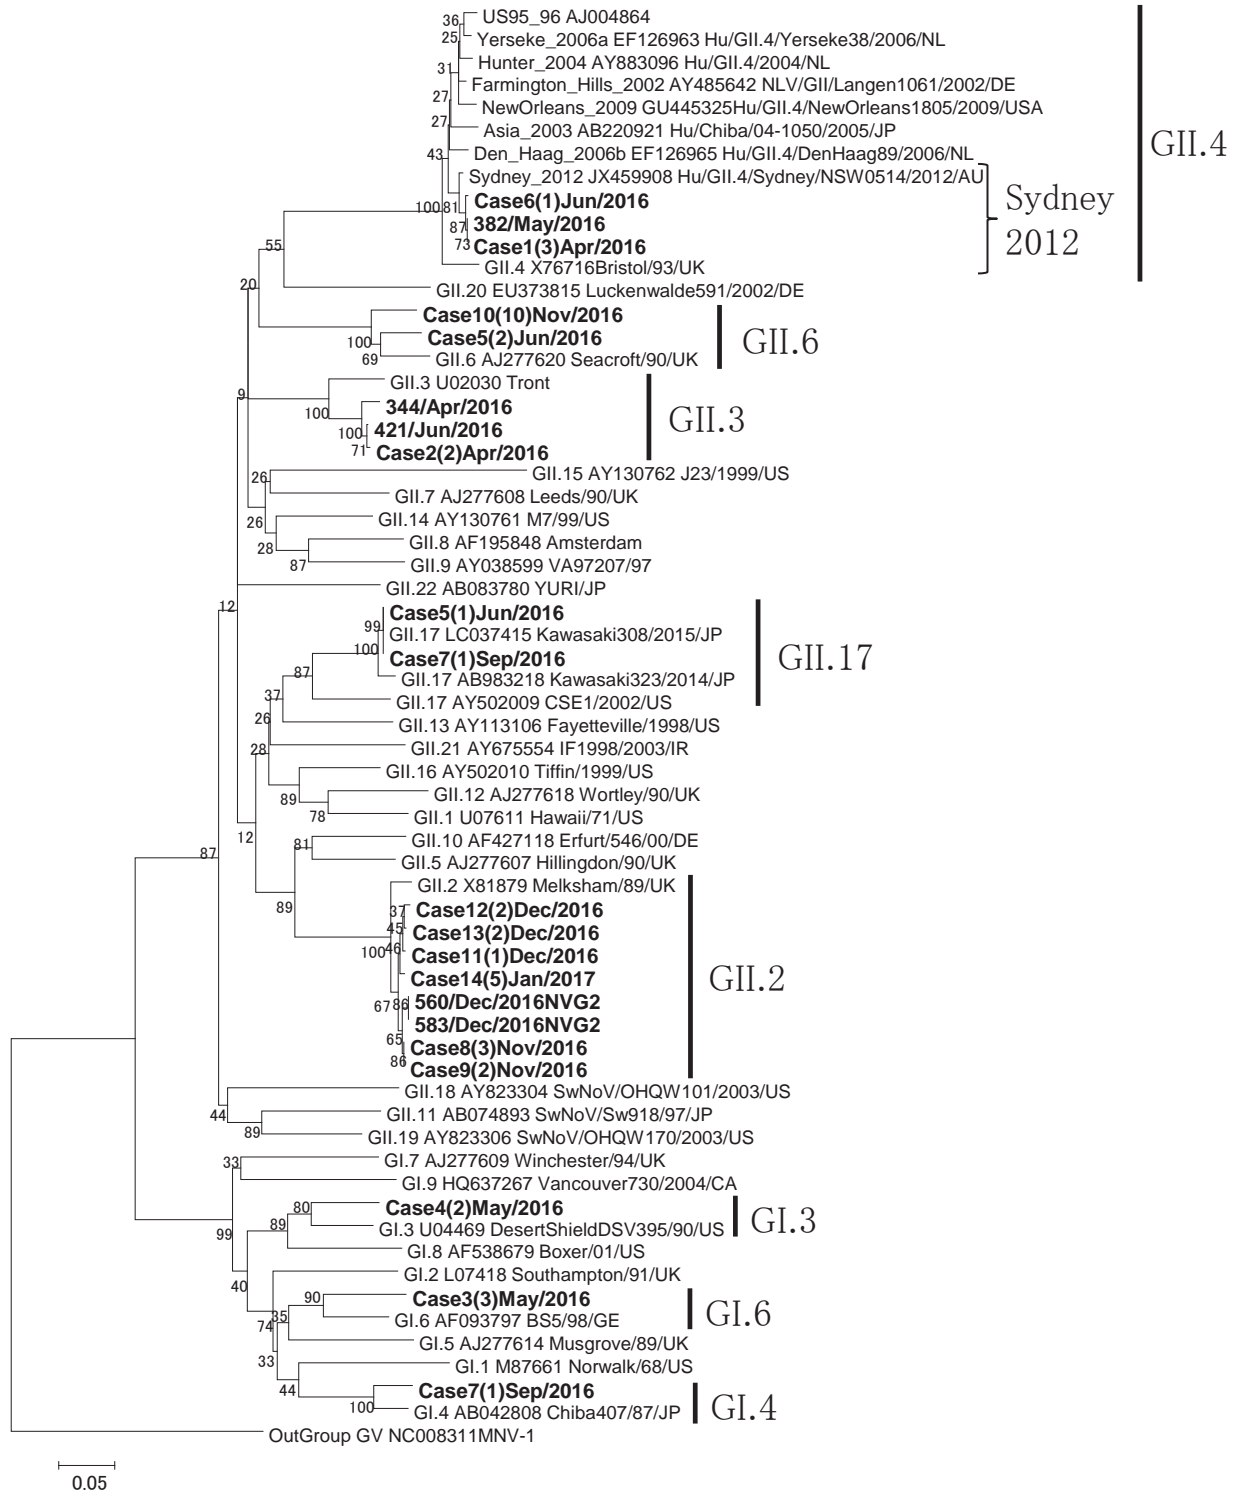 36
US95_96 AJ004864
25
Yerseke_2006a EF126963 Hu/GII.4/Yerseke38/2006/NL
Hunter_2004 AY883096 Hu/GII.4/2004/NL
31
Farmington_Hills_2002 AY485642 NLV/GII/Langen1061/2002/DE
27
NewOrleans_2009 GU445325Hu/GII.4/NewOrleans1805/2009/USA
27
Asia_2003 AB220921 Hu/Chiba/04-1050/2005/JP
43
Den_Haag_2006b EF126965 Hu/GII.4/DenHaag89/2006/NL
GII.4
Sydney_2012 JX459908 Hu/GII.4/Sydney/NSW0514/2012/AU
Sydney
2012
100
81
Case6(1)Jun/2016
87
382/May/2016
73
Case1(3)Apr/2016
GII.4 X76716Bristol/93/UK
55
GII.20 EU373815 Luckenwalde591/2002/DE
20
Case10(10)Nov/2016
100
Case5(2)Jun/2016
69
GII.6 AJ277620 Seacroft/90/UK
GII.6
9
GII.3 U02030 Tront
100
344/Apr/2016
100
421/Jun/2016
71
Case2(2)Apr/2016
GII.3
26
GII.15 AY130762 J23/1999/US
GII.7 AJ277608 Leeds/90/UK
26
GII.14 AY130761 M7/99/US
28
GII.8 AF195848 Amsterdam
87
GII.9 AY038599 VA97207/97
GII.22 AB083780 YURI/JP
12
Case5(1)Jun/2016
99
GII.17 LC037415 Kawasaki308/2015/JP
100
Case7(1)Sep/2016
GII.17 AB983218 Kawasaki323/2014/JP
GII.17
87
GII.17 AY502009 CSE1/2002/US
37
GII.13 AY113106 Fayetteville/1998/US
26
GII.21 AY675554 IF1998/2003/IR
28
GII.16 AY502010 Tiffin/1999/US
89
GII.12 AJ277618 Wortley/90/UK
78
GII.1 U07611 Hawaii/71/US
12
GII.10 AF427118 Erfurt/546/00/DE
81
GII.5 AJ277607 Hillingdon/90/UK
87
89
GII.2 X81879 Melksham/89/UK
37
Case12(2)Dec/2016
45
Case13(2)Dec/2016
100
46
Case11(1)Dec/2016
Case14(5)Jan/2017
GII.2
67
86
560/Dec/2016NVG2
583/Dec/2016NVG2
65
Case8(3)Nov/2016
86
Case9(2)Nov/2016
GII.18 AY823304 SwNoV/OHQW101/2003/US
44
GII.11 AB074893 SwNoV/Sw918/97/JP
89
GII.19 AY823306 SwNoV/OHQW170/2003/US
33
GI.7 AJ277609 Winchester/94/UK
GI.9 HQ637267 Vancouver730/2004/CA
80
Case4(2)May/2016
89
GI.3 U04469 DesertShieldDSV395/90/US
GI.3
99
GI.8 AF538679 Boxer/01/US
40
GI.2 L07418 Southampton/91/UK
90
Case3(3)May/2016
35
GI.6 AF093797 BS5/98/GE
GI.6
74
GI.5 AJ277614 Musgrove/89/UK
33
GI.1 M87661 Norwalk/68/US
44
Case7(1)Sep/2016
100
GI.4 AB042808 Chiba407/87/JP
GI.4
OutGroup GV NC008311MNV-1
0.05